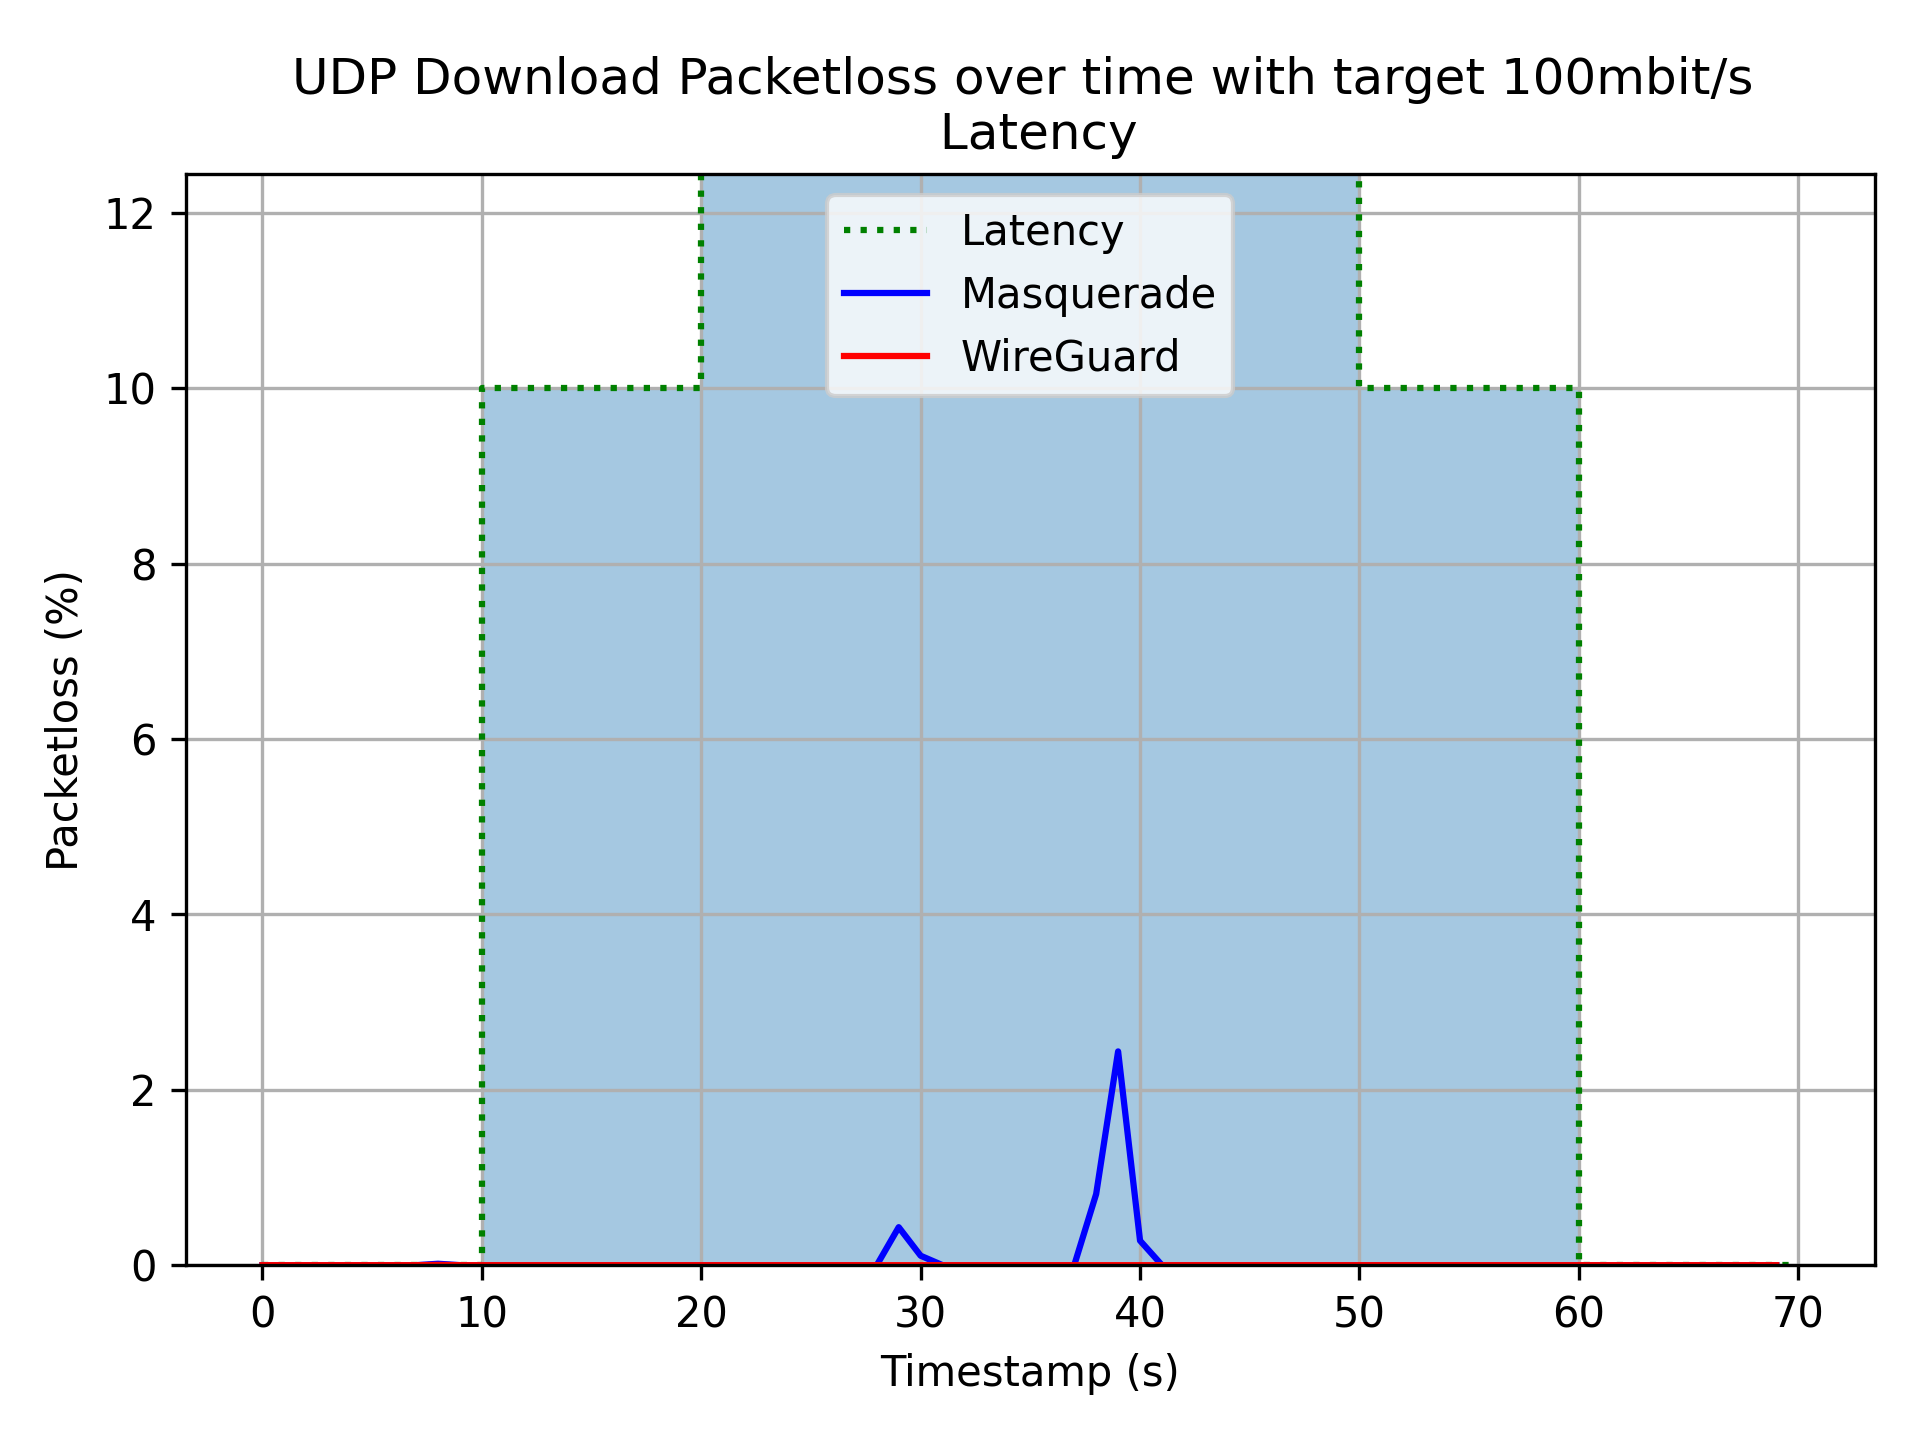 UDP Download Packetloss over time with target 100mbit/s
Latency
12
10
8
6
4
2
0
Packetloss (%)
Latency
Masquerade
WireGuard
0 10 20 30 40 50 60 70
Timestamp (s)